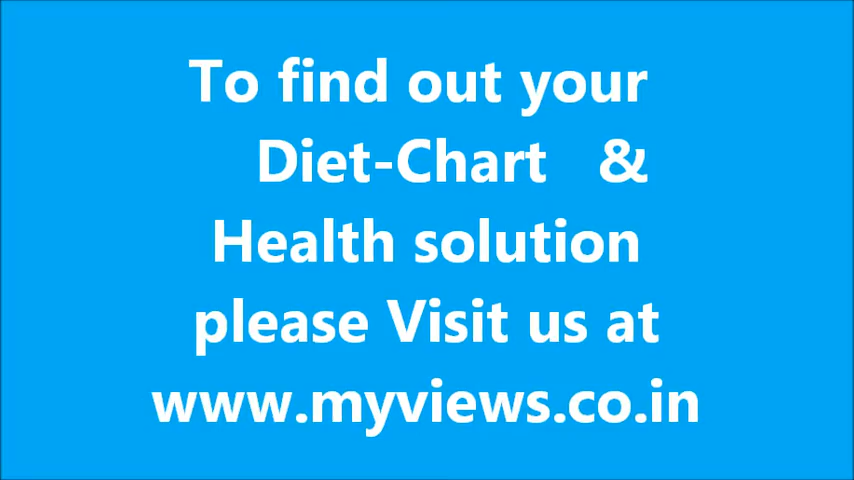 To find out your
Diet-Chart &
Health solution
please Visit us at
www.myviews.co.in